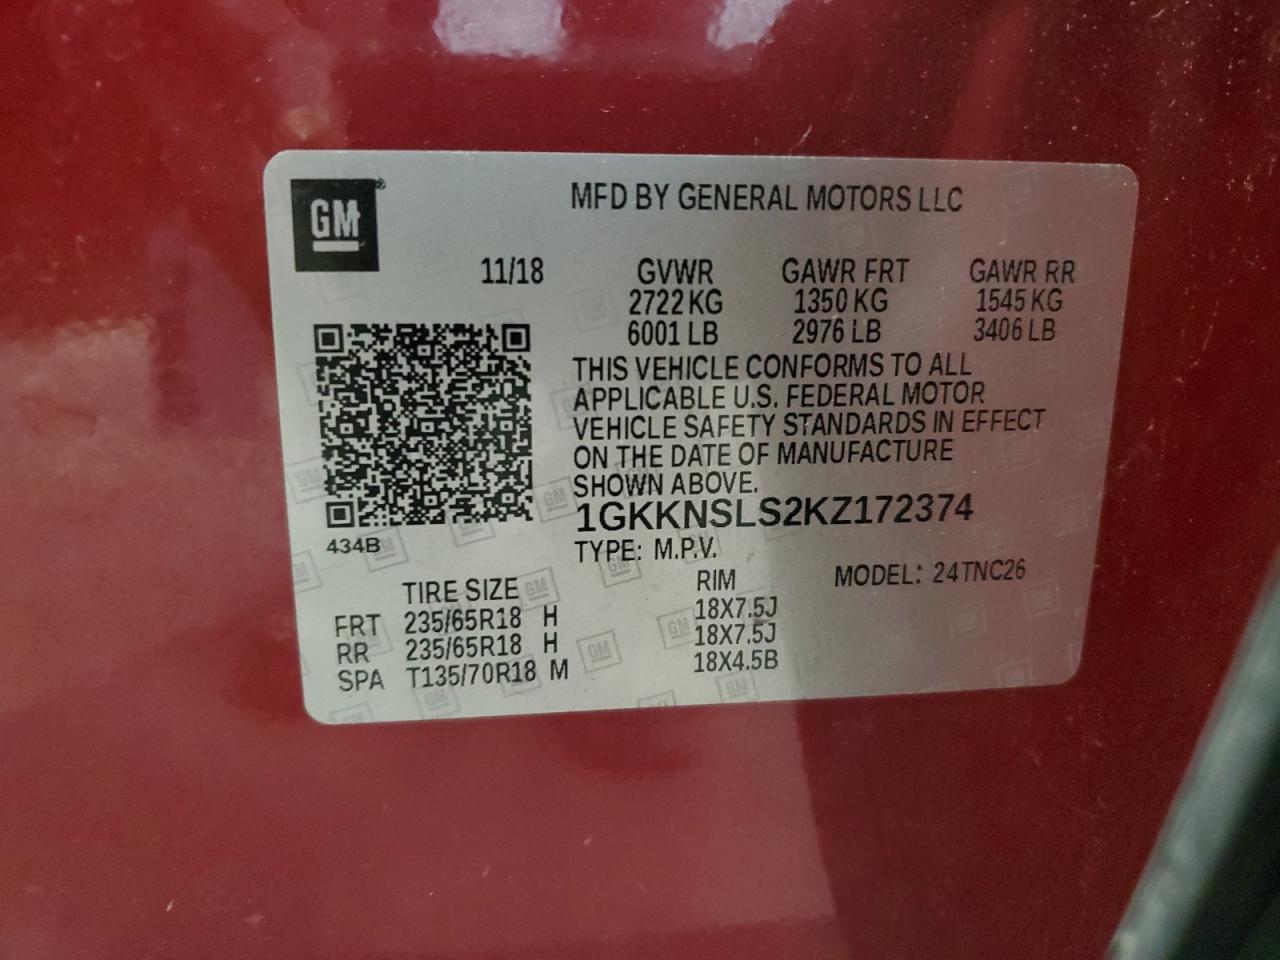 GM®
MFD BY GENERAL MOTORS LLC
11/18 GVWR GAWR FRT GAWR RR
2722 KG 1350 KG 1545 KG
6001 LB 2976 LB 3406 LB
THIS VEHICLE CONFORMS TO ALL
APPLICABLE U.S. FEDERAL MOTOR
VEHICLE SAFETY STANDARDS IN EFFECT
ON THE DATE OF MANUFACTURE
SHOWN ABOVE.
1GKKNSLS2KZ172374
434B
TYPE: M.P.V.
MODEL: 24TNC26
TIRE SIZE RIM
FRT 235/65R18 H 18X7.5J
RR 235/65R18 H 18X7.5J
SPA T135/70R18 M 18X4.5B